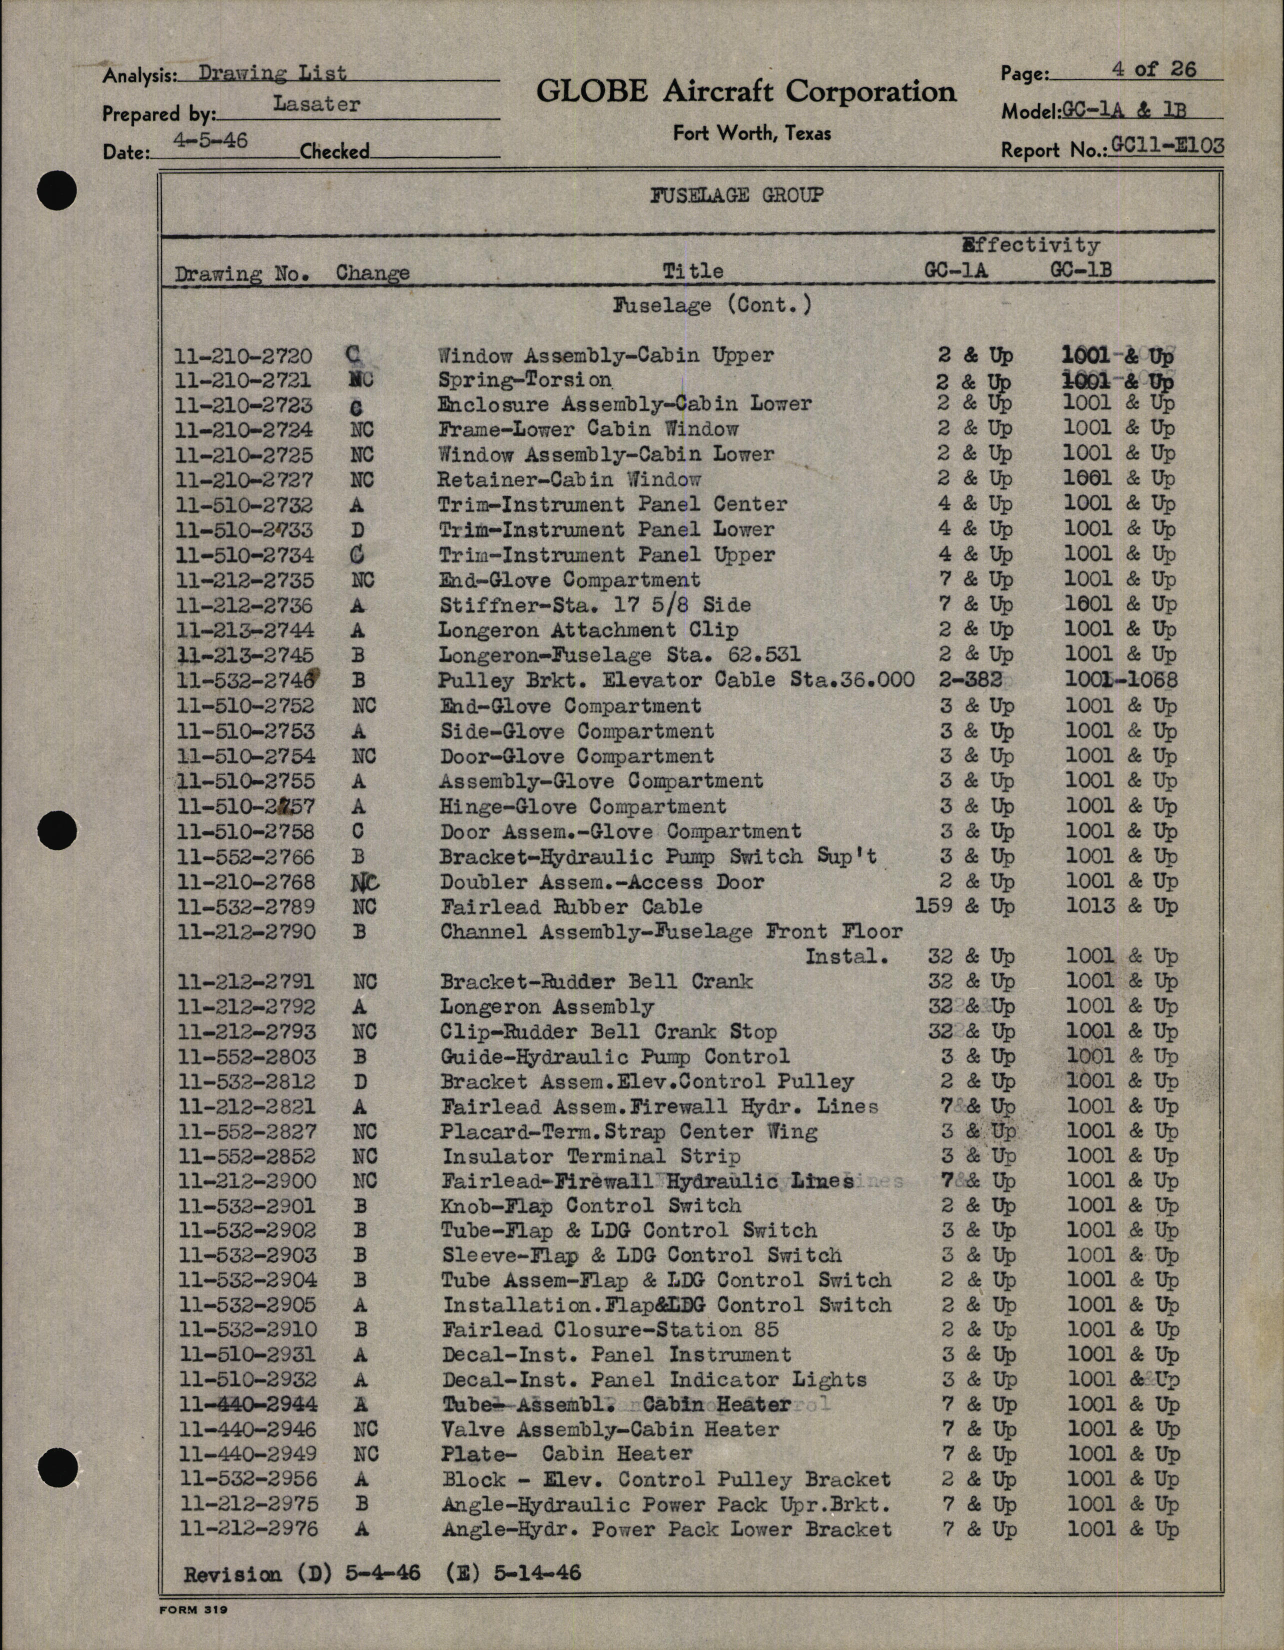 Analysis: Drawing List
Prepared by: Lasater
Date: 4-5-46 Checked
GLOBE Aircraft Corporation
Fort Worth, Texas
Page: 4 of 26
Model: GC-1A & 1B
Report No.: GC11-E103
FUSELAGE GROUP
Effectivity
Drawing No. Change Title GC-1A GC-1B
Fuselage (Cont.)
11-210-2720 C Window Assembly-Cabin Upper 2 & Up 1001 & Up
11-210-2721 NC Spring-Torsion 2 & Up 1001 & Up
11-210-2723 C Enclosure Assembly-Cabin Lower 2 & Up 1001 & Up
11-210-2724 NC Frame-Lower Cabin Window 2 & Up 1001 & Up
11-210-2725 NC Window Assembly-Cabin Lower 2 & Up 1001 & Up
11-210-2727 NC Retainer-Cabin Window 2 & Up 1001 & Up
11-510-2732 A Trim-Instrument Panel Center 4 & Up 1001 & Up
11-510-2733 D Trim-Instrument Panel Lower 4 & Up 1001 & Up
11-510-2734 C Trim-Instrument Panel Upper 4 & Up 1001 & Up
11-212-2735 NC End-Glove Compartment 7 & Up 1001 & Up
11-212-2736 A Stiffner-Sta. 17 5/8 Side 7 & Up 1001 & Up
11-213-2744 A Longeron Attachment Clip 2 & Up 1001 & Up
11-213-2745 B Longeron-Fuselage Sta. 62.531 2 & Up 1001 & Up
11-532-2746 B Pulley Brkt. Elevator Cable Sta.36.000 2-382 1001-1068
11-510-2752 NC End-Glove Compartment 3 & Up 1001 & Up
11-510-2753 A Side-Glove Compartment 3 & Up 1001 & Up
11-510-2754 NC Door-Glove Compartment 3 & Up 1001 & Up
11-510-2755 A Assembly-Glove Compartment 3 & Up 1001 & Up
11-510-2757 A Hinge-Glove Compartment 3 & Up 1001 & Up
11-510-2758 C Door Assem.-Glove Compartment 3 & Up 1001 & Up
11-552-2766 B Bracket-Hydraulic Pump Switch Sup't 3 & Up 1001 & Up
11-210-2768 NC Doubler Assem.-Access Door 2 & Up 1001 & Up
11-532-2789 NC Fairlead Rubber Cable 159 & Up 1013 & Up
11-212-2790 B Channel Assembly-Fuselage Front Floor
Instal. 32 & Up 1001 & Up
11-212-2791 NC Bracket-Rudder Bell Crank 32 & Up 1001 & Up
11-212-2792 A Longeron Assembly 32 & Up 1001 & Up
11-212-2793 NC Clip-Rudder Bell Crank Stop 32 & Up 1001 & Up
11-552-2803 B Guide-Hydraulic Pump Control 3 & Up 1001 & Up
11-532-2812 D Bracket Assem.Elev.Control Pulley 2 & Up 1001 & Up
11-212-2821 A Fairlead Assem.Firewall Hydr. Lines 7 & Up 1001 & Up
11-552-2827 NC Placard-Term.Strap Center Wing 3 & Up 1001 & Up
11-552-2852 NC Insulator Terminal Strip 3 & Up 1001 & Up
11-212-2900 NC Fairlead-Firewall Hydraulic Lines 7 & Up 1001 & Up
11-532-2901 B Knob-Flap Control Switch 2 & Up 1001 & Up
11-532-2902 B Tube-Flap & LDG Control Switch 3 & Up 1001 & Up
11-532-2903 B Sleeve-Flap & LDG Control Switch 3 & Up 1001 & Up
11-532-2904 B Tube Assem-Flap & LDG Control Switch 2 & Up 1001 & Up
11-532-2905 A Installation.Flap&LDG Control Switch 2 & Up 1001 & Up
11-532-2910 B Fairlead Closure-Station 85 2 & Up 1001 & Up
11-510-2931 A Decal-Inst. Panel Instrument 3 & Up 1001 & Up
11-510-2932 A Decal-Inst. Panel Indicator Lights 3 & Up 1001 & Up
11-440-2944 A Tube- Assembl. Cabin Heater 7 & Up 1001 & Up
11-440-2946 NC Valve Assembly-Cabin Heater 7 & Up 1001 & Up
11-440-2949 NC Plate- Cabin Heater 7 & Up 1001 & Up
11-532-2956 A Block - Elev. Control Pulley Bracket 2 & Up 1001 & Up
11-212-2975 B Angle-Hydraulic Power Pack Upr.Brkt. 7 & Up 1001 & Up
11-212-2976 A Angle-Hydr. Power Pack Lower Bracket 7 & Up 1001 & Up
Revision (D) 5-4-46 (E) 5-14-46
FORM 319